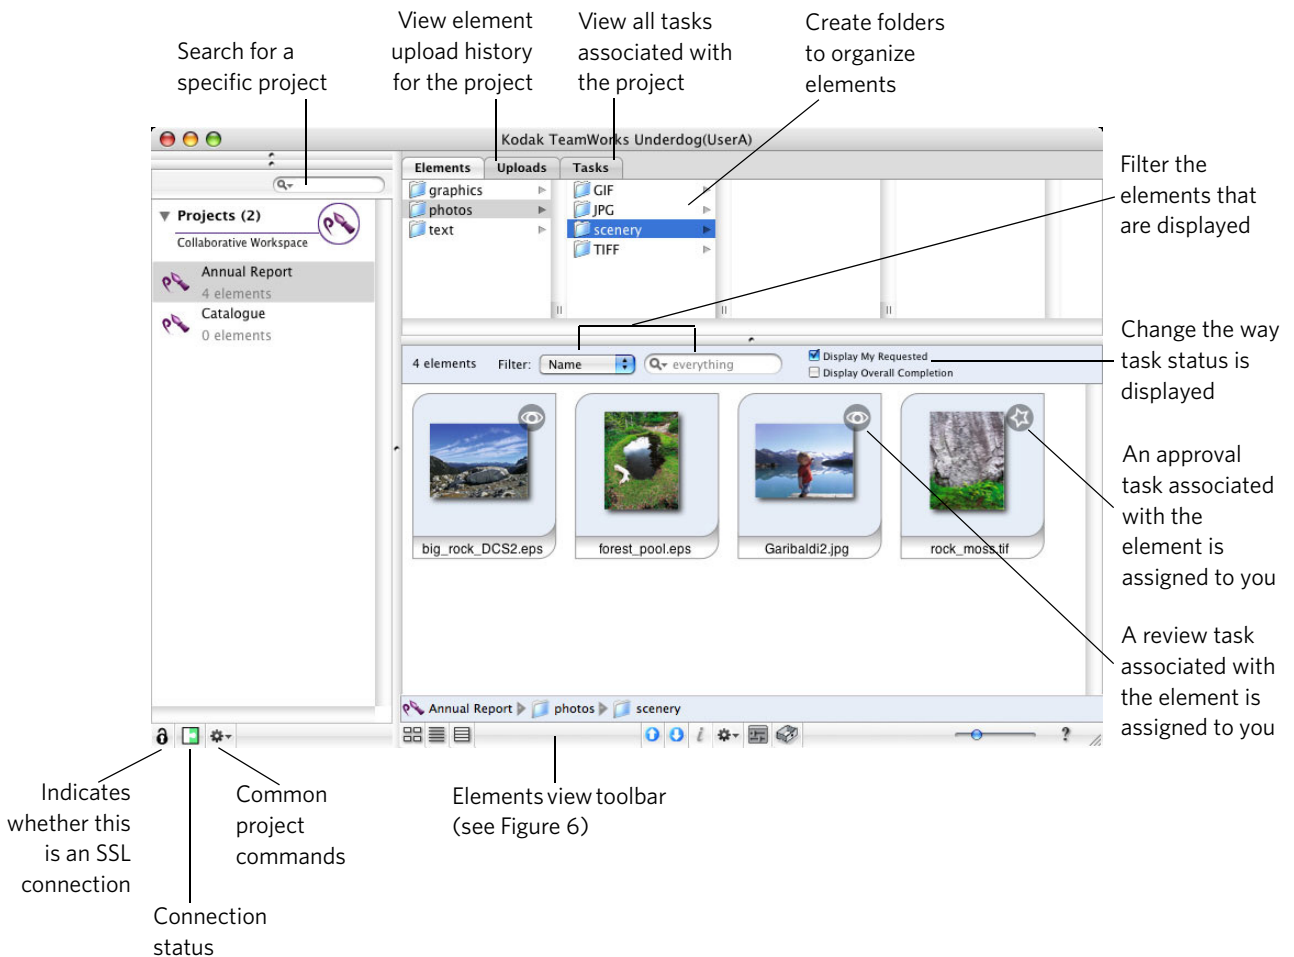 View element
upload history
for the project
View all tasks
associated with
the project
Create folders
to organize
elements
Search for a
specific project
Kodak TeamWorks Underdog(UserA)
Elements
Uploads
Tasks
graphics
photos
text
GIF
JPG
scenery
TIFF
Projects (2)
Collaborative Workspace
Annual Report
4 elements
Catalogue
0 elements
Filter the
elements that
are displayed
4 elements
Filter:
Name
everything
Display My Requested
Display Overall Completion
Change the way
task status is
displayed
big_rock_DCS2.eps
forest_pool.eps
Garibaldi2.jpg
rock_moss.tif
An approval
task associated
with the
element is
assigned to you
A review task
associated with
the element is
assigned to you
Annual Report
photos
scenery
i
?
Indicates
whether this
is an SSL
connection
Connection
status
Common
project
commands
Elements view toolbar
(see Figure 6)